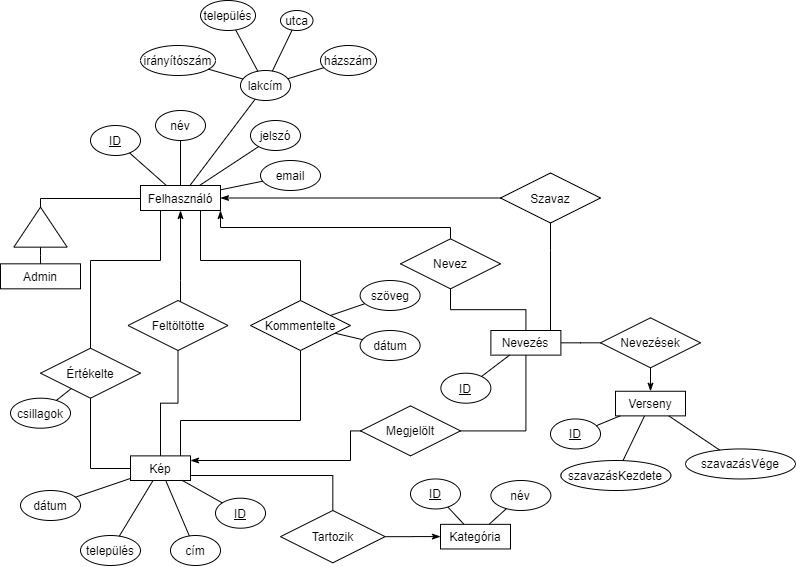 település
utca
irányítószám
házszám
lakcím
név
ID
jelszó
email
Felhasználó
Szavaz
Admin
Nevez
szöveg
Feltöltötte
Kommentelte
dátum
Nevezés
Nevezések
Értékelte
ID
csillagok
Verseny
Megjelölt
ID
szavazásVége
Kép
szavazásKezdete
dátum
ID
ID
név
település
cím
Tartozik
Kategória